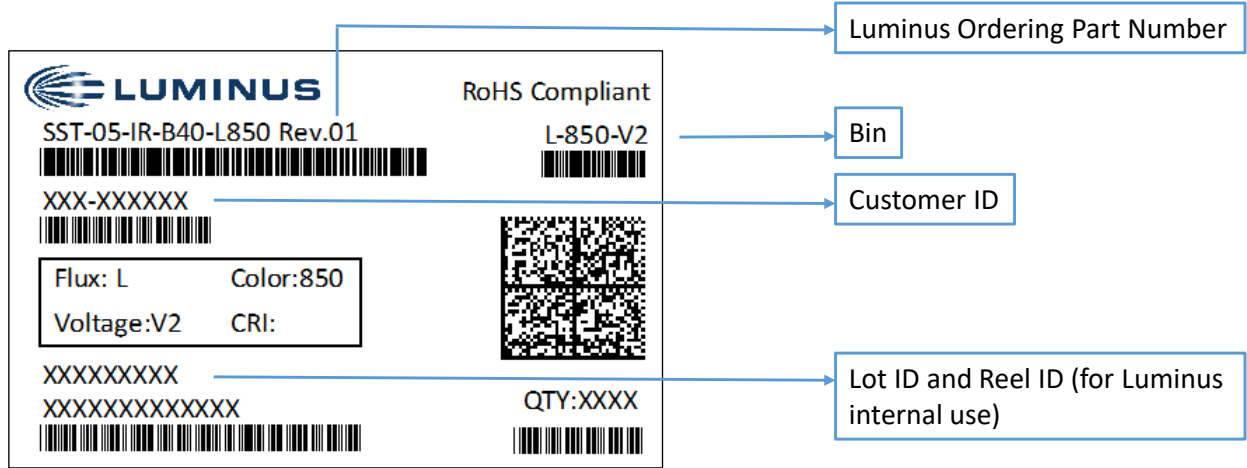 Luminus Ordering Part Number
LUMINUS
RoHS Compliant
SST-05-IR-B40-L850 Rev.01
L-850-V2
Bin
XXX-XXXXXX
Customer ID
Flux: L
Color:850
Voltage:V2
CRI:
XXXXXXXXX
XXXXXXXXXXXXX
QTY:XXXX
Lot ID and Reel ID (for Luminus
internal use)